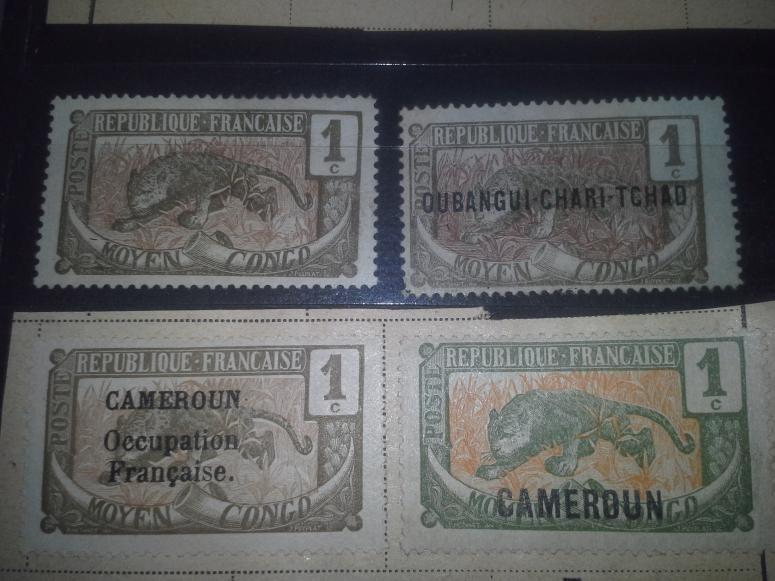 REPUBLIQUE·FRANCAISE
1
C
POSTE
MOYEN CONGO
REPUBLIQUE·FRANCAISE
1
C
POSTE
OUBANGUI-CHARI-TCHAD
MOYEN CONGO
REPUBLIQUE·FRANCAISE
1
C
POSTE
CAMEROUN
Occupation
Française.
MOYEN CONGO
REPUBLIQUE·FRANCAISE
1
C
POSTE
CAMEROUN